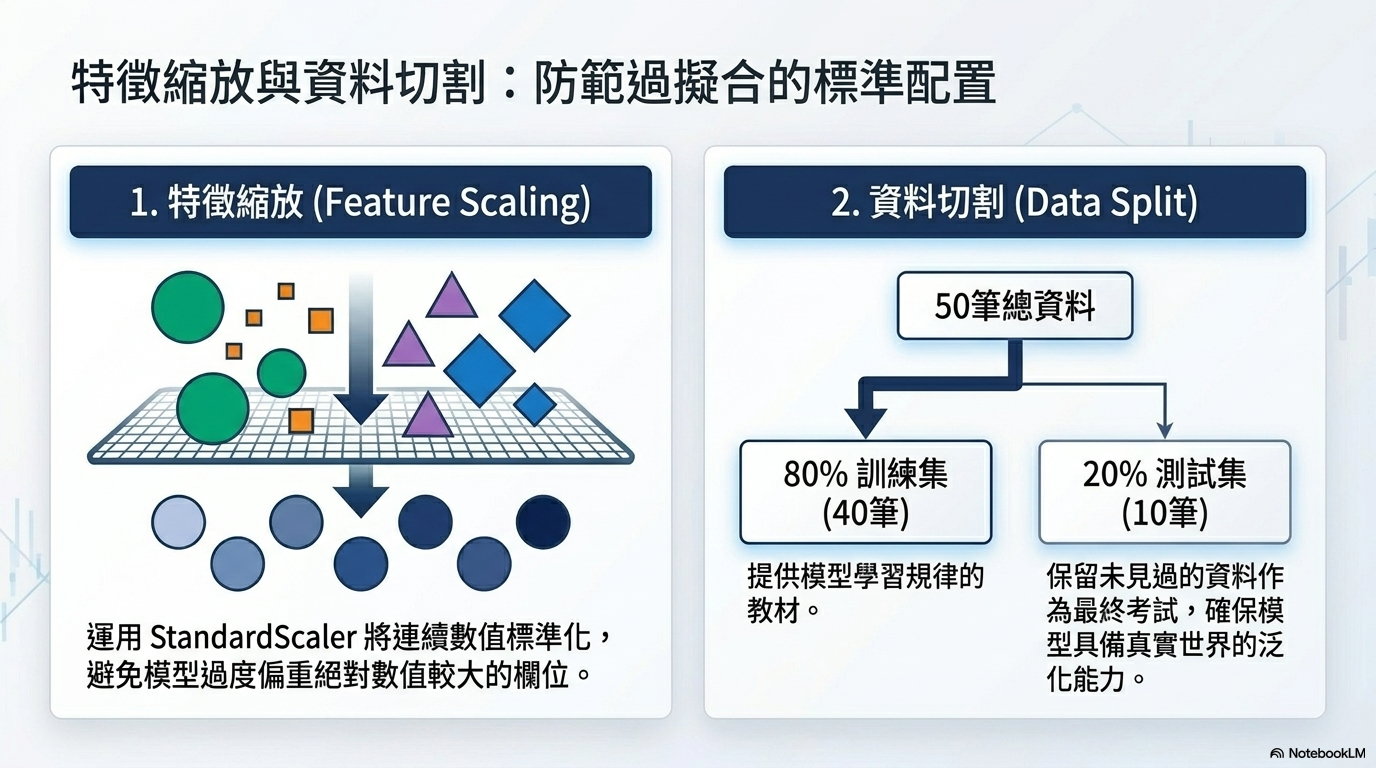 特徵縮放與資料切割：防範過擬合的標準配置
1. 特徵縮放 (Feature Scaling)
運用 StandardScaler 將連續數值標準化，
避免模型過度偏重絕對數值較大的欄位。
2. 資料切割 (Data Split)
50筆總資料
80% 訓練集
(40筆)
提供模型學習規律的
教材。
20% 測試集
(10筆)
保留未見過的資料作
為最終考試，確保模
型具備真實世界的泛
化能力。
NotebookLM